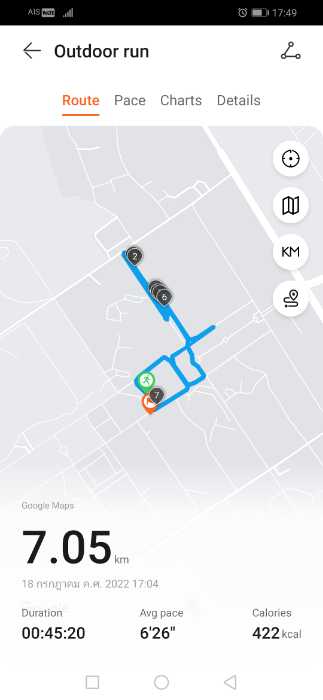 AIS 17:49
Outdoor run
Route Pace Charts Details
KM
2
6
7
Google Maps
7.05 km
18 กรกฎาคม ค.ศ. 2022 17:04
Duration Avg pace Calories
00:45:20 6'26" 422 kcal